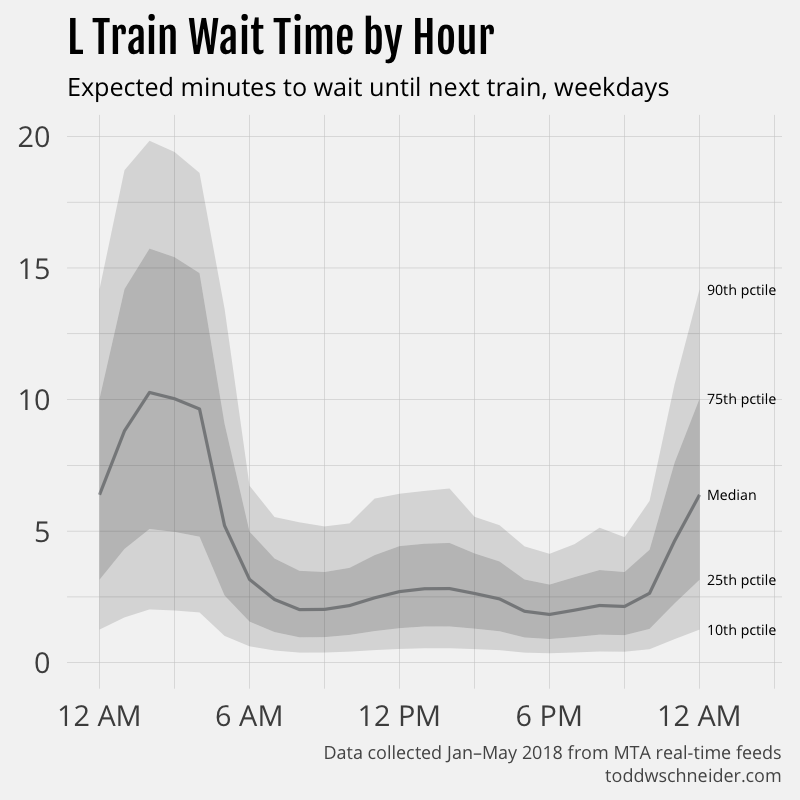 L Train Wait Time by Hour
Expected minutes to wait until next train, weekdays
20
15
10
5
0
90th pctile
75th pctile
Median
25th pctile
10th pctile
12 AM 6 AM 12 PM 6 PM 12 AM
Data collected Jan–May 2018 from MTA real-time feeds
toddwschneider.com